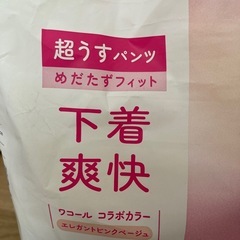 超うすパンツ
めだたずフィット
下着
爽快
ワコール コラボカラー
エレガントピンクベージュ